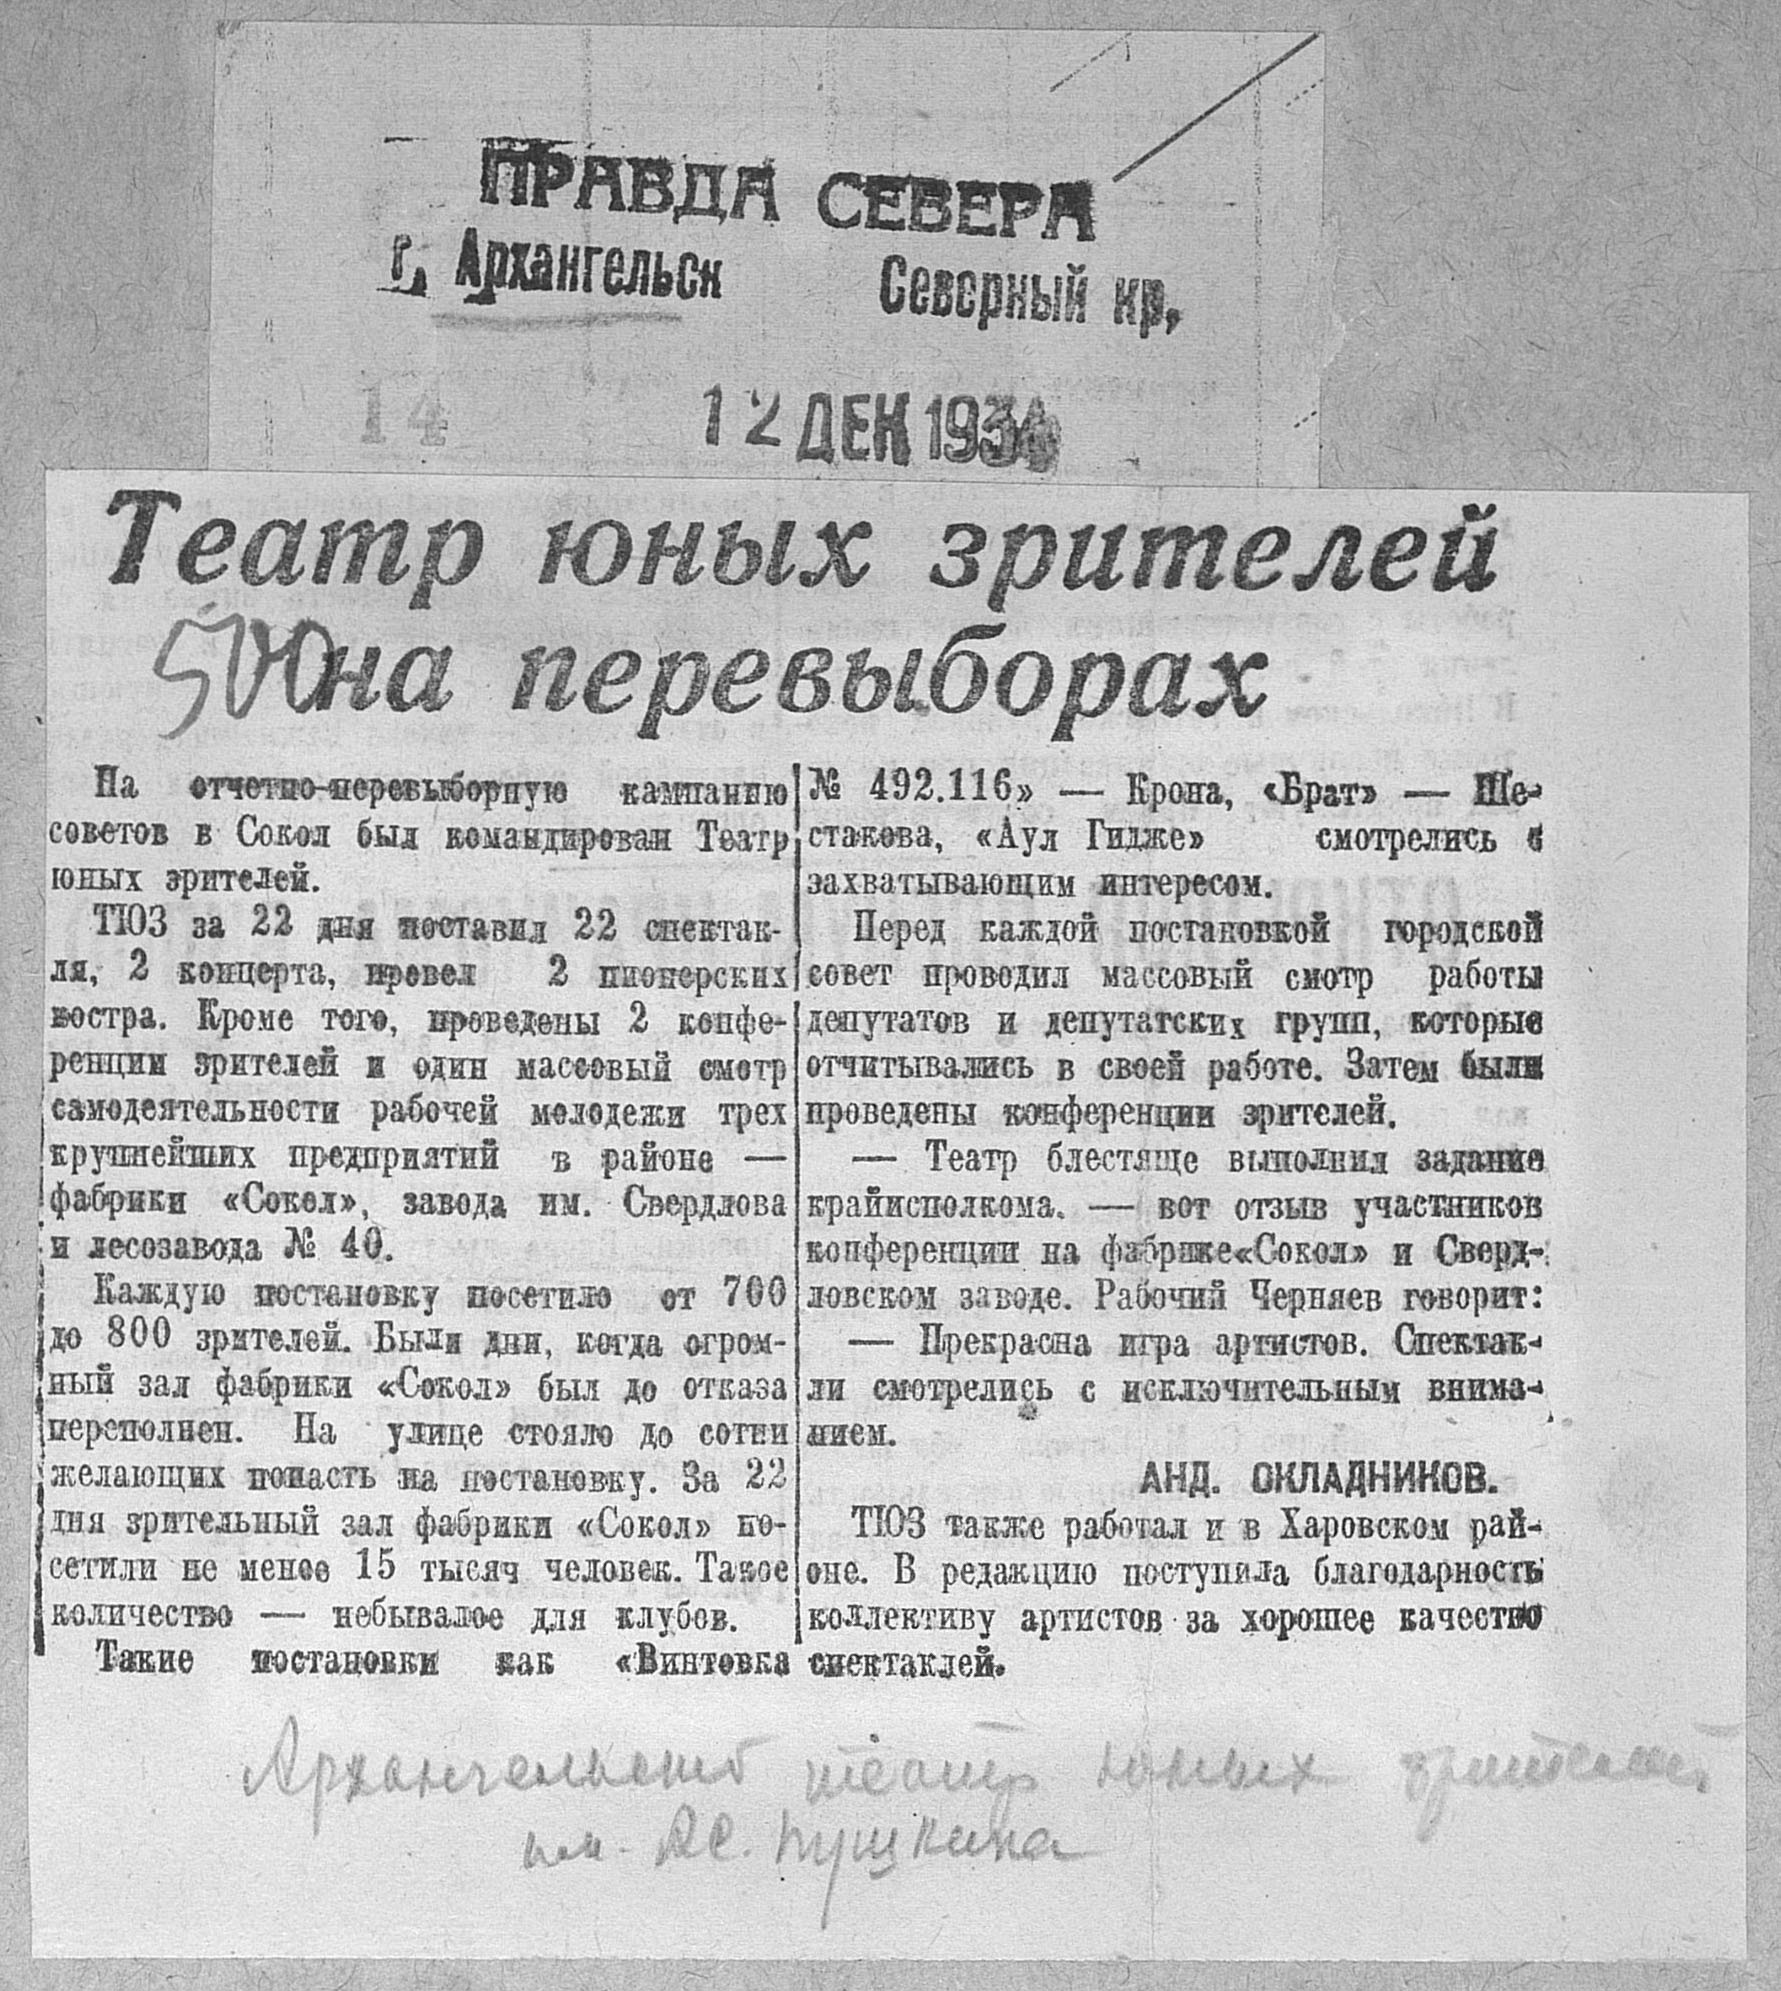 ПРАВДА СЕВЕРА
г. Архангельск Северный кр,
14 12 ДЕК 1934
Театр юных зрителей
500 на перевыборах
На отчетно-перевыборную кампанию
советов в Сокол был командирован Театр
юных зрителей.
ТЮЗ за 22 дня поставил 22 спектак-
ля, 2 концерта, провел 2 пионерских
костра. Кроме того, проведены 2 конфе-
ренции зрителей и один массовый смотр
самодеятельности рабочей молодежи трех
крупнейших предприятий в районе —
фабрики «Сокол», завода им. Свердлова
и лесозавода № 40.
Каждую постановку посетило от 700
до 800 зрителей. Были дни, когда огром-
ный зал фабрики «Сокол» был до отказа
переполнен. На улице стояло до сотни
желающих попасть на постановку. За 22
дня зрительный зал фабрики «Сокол» по-
сетили не менее 15 тысяч человек. Такое
количество — небывалое для клубов.
Такие постановки как «Винтовка
№ 492.116» — Крона, «Брат» — Ше-
стакова, «Аул Гидже» смотрелись с
захватывающим интересом.
Перед каждой постановкой городской
совет проводил массовый смотр работы
депутатов и депутатских групп, которые
отчитывались в своей работе. Затем были
проведены конференции зрителей.
— Театр блестяще выполнил задание
крайисполкома. — вот отзыв участников
конференции на фабрике«Сокол» и Сверд-
ловском заводе. Рабочий Черняев говорит:
— Прекрасна игра артистов. Спектак-
ли смотрелись с исключительным внима-
нием.
АНД. ОКЛАДНИКОВ.
ТЮЗ также работал и в Харовском рай-
оне. В редакцию поступила благодарность
коллективу артистов за хорошее качество
спектаклей.
Архангельский театр юных зрителей
им. А.С. Пушкина